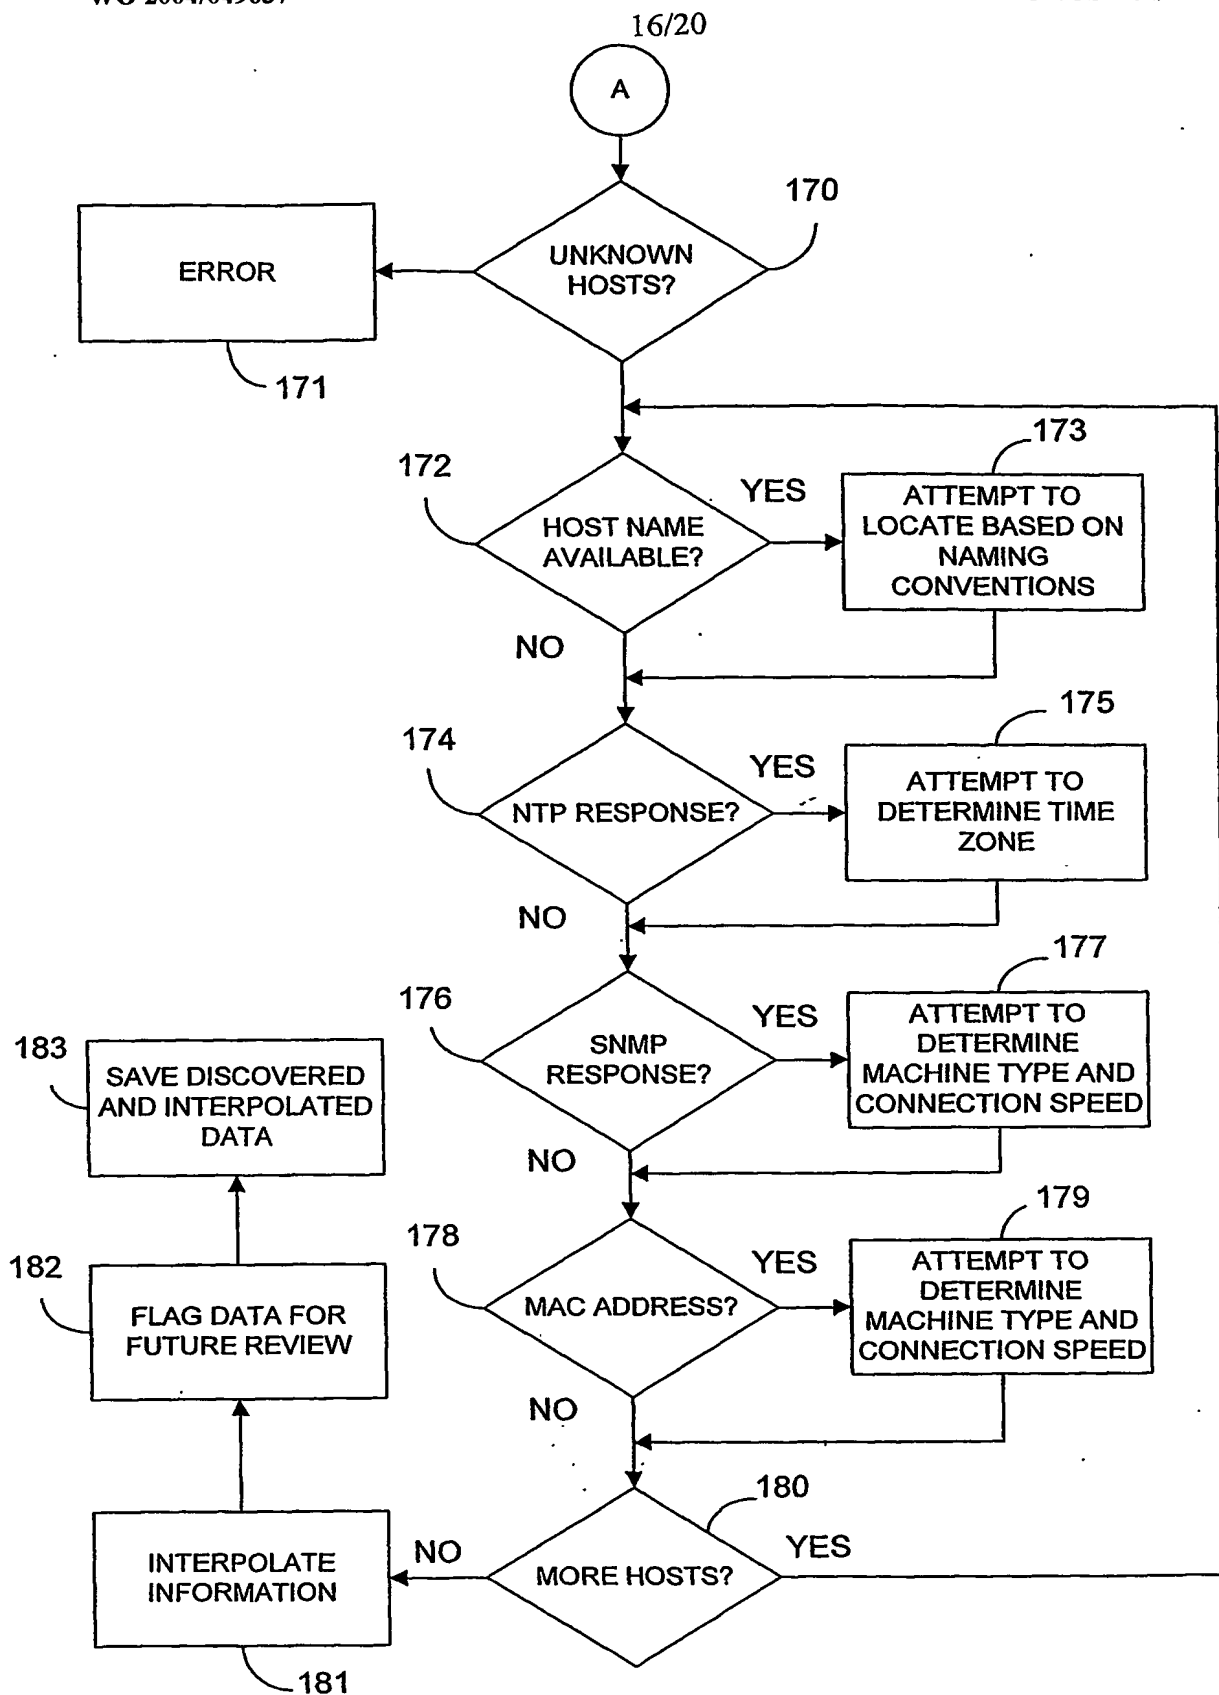 16/20
A
170
UNKNOWN
HOSTS?
ERROR
171
172
HOST NAME
AVAILABLE?
YES
173
ATTEMPT TO
LOCATE BASED ON
NAMING
CONVENTIONS
NO
174
NTP RESPONSE?
YES
175
ATTEMPT TO
DETERMINE TIME
ZONE
NO
176
SNMP
RESPONSE?
YES
177
ATTEMPT TO
DETERMINE
MACHINE TYPE AND
CONNECTION SPEED
NO
178
MAC ADDRESS?
YES
179
ATTEMPT TO
DETERMINE
MACHINE TYPE AND
CONNECTION SPEED
NO
180
MORE HOSTS?
YES
NO
INTERPOLATE
INFORMATION
181
182
FLAG DATA FOR
FUTURE REVIEW
183
SAVE DISCOVERED
AND INTERPOLATED
DATA